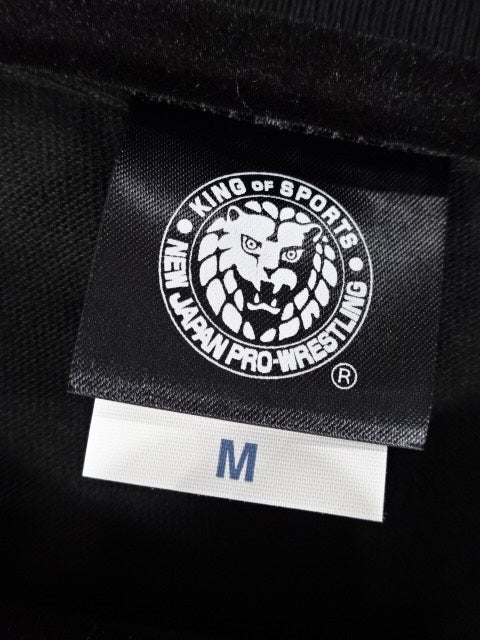 • KING OF SPORTS •
NEW JAPAN PRO-WRESTLING
®
M